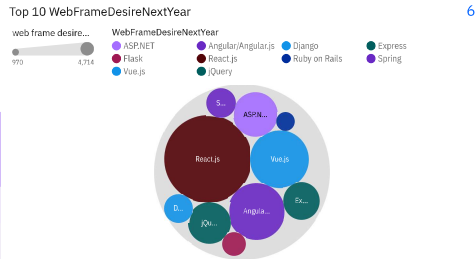 Top 10 WebFrameDesireNextYear
6
web frame desire...
970
4,714
WebFrameDesireNextYear
ASP.NET
Angular/Angular.js
Django
Express
Flask
React.js
Ruby on Rails
Spring
Vue.js
jQuery
S...
ASP.N...
React.js
Vue.js
D...
jQu...
Angula...
Ex...